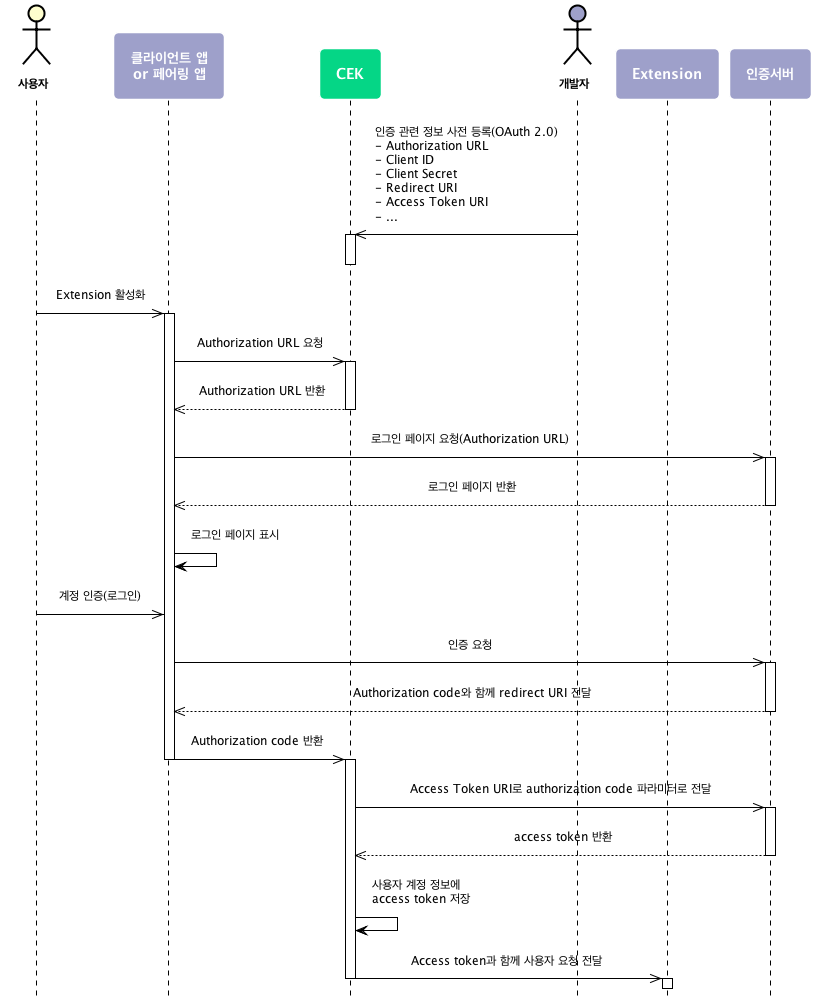 사용자
클라이언트 앱
or 페어링 앱
CEK
개발자
Extension
인증서버
인증 관련 정보 사전 등록(OAuth 2.0)
- Authorization URL
- Client ID
- Client Secret
- Redirect URI
- Access Token URI
- ...
Extension 활성화
Authorization URL 요청
Authorization URL 반환
로그인 페이지 요청(Authorization URL)
로그인 페이지 반환
로그인 페이지 표시
계정 인증(로그인)
인증 요청
Authorization code와 함께 redirect URI 전달
Authorization code 반환
Access Token URI로 authorization code 파라미터로 전달
access token 반환
사용자 계정 정보에
access token 저장
Access token과 함께 사용자 요청 전달